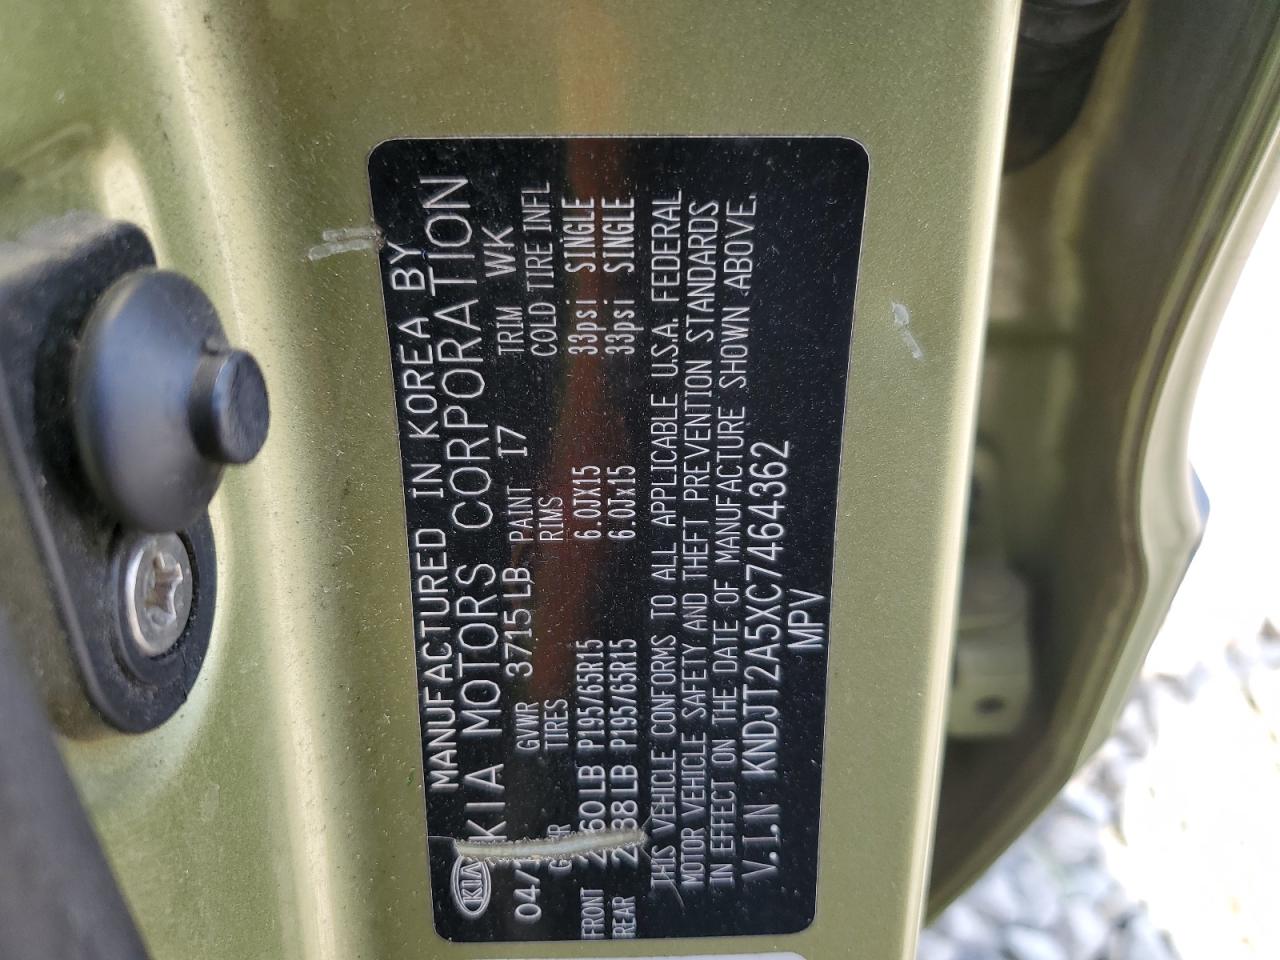 MANUFACTURED IN KOREA BY
KIA KIA MOTORS CORPORATION
GVWR 3715 LB PAINT I7 TRIM WK
TIRES RIMS COLD TIRE INFL
FRONT LB P195/65R15 6.0JX15 33psi SINGLE
REAR LB P195/65R15 6.0Jx15 33psi SINGLE
THIS VEHICLE CONFORMS TO ALL APPLICABLE U.S.A. FEDERAL
MOTOR VEHICLE SAFETY AND THEFT PREVENTION STANDARDS
IN EFFECT ON THE DATE OF MANUFACTURE SHOWN ABOVE.
V.I.N KNDJT2A5XC7464362
MPV